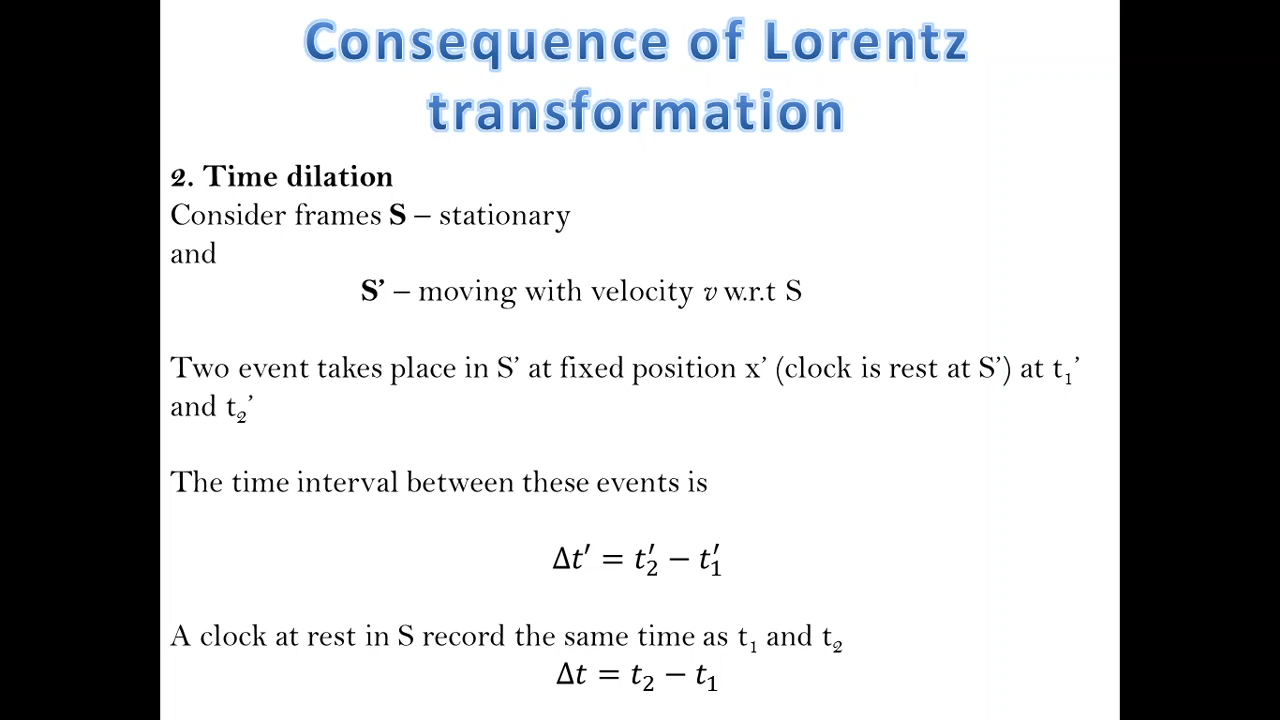 Consequence of Lorentz
transformation
2. Time dilation
Consider frames S – stationary
and
S’ – moving with velocity v w.r.t S
Two event takes place in S’ at fixed position x’ (clock is rest at S’) at t₁’
and t₂’
The time interval between these events is
Δt′ = t₂′ − t₁′
A clock at rest in S record the same time as t₁ and t₂
Δt = t₂ − t₁